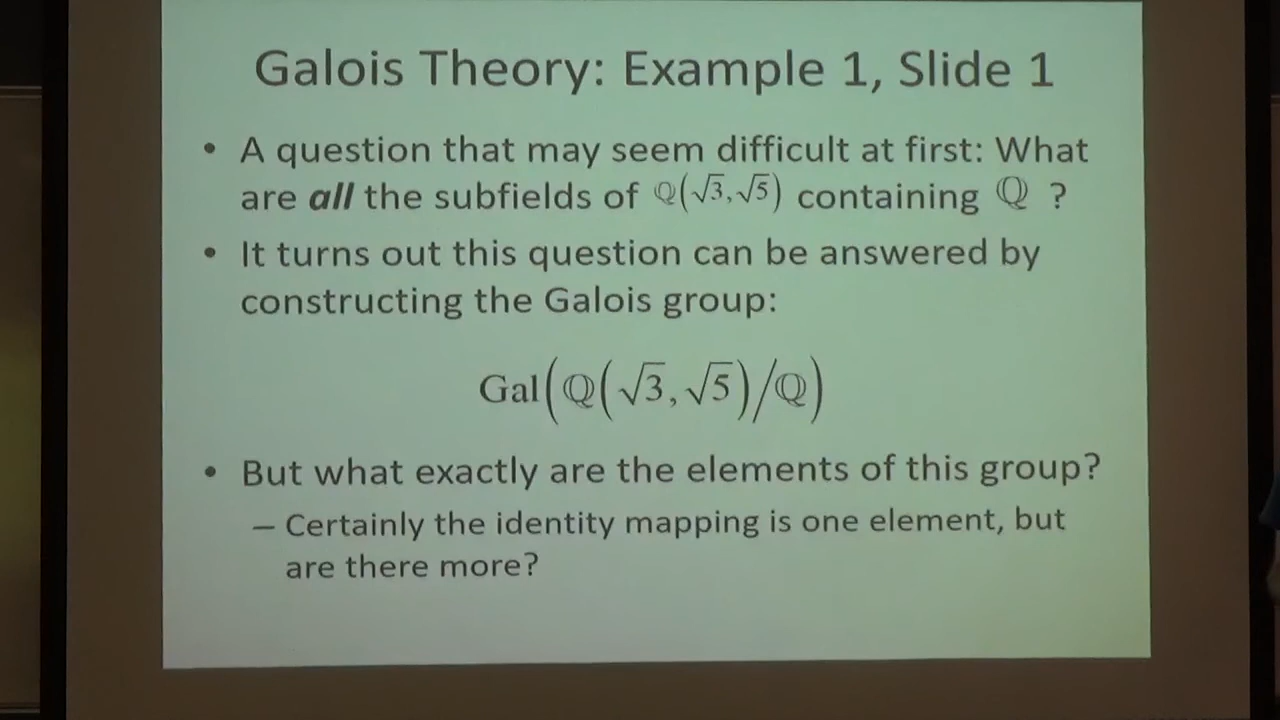 Galois Theory: Example 1, Slide 1
• A question that may seem difficult at first: What
are all the subfields of ℚ(√3,√5) containing ℚ ?
• It turns out this question can be answered by
constructing the Galois group:
Gal(ℚ(√3,√5)/ℚ)
• But what exactly are the elements of this group?
– Certainly the identity mapping is one element, but
are there more?